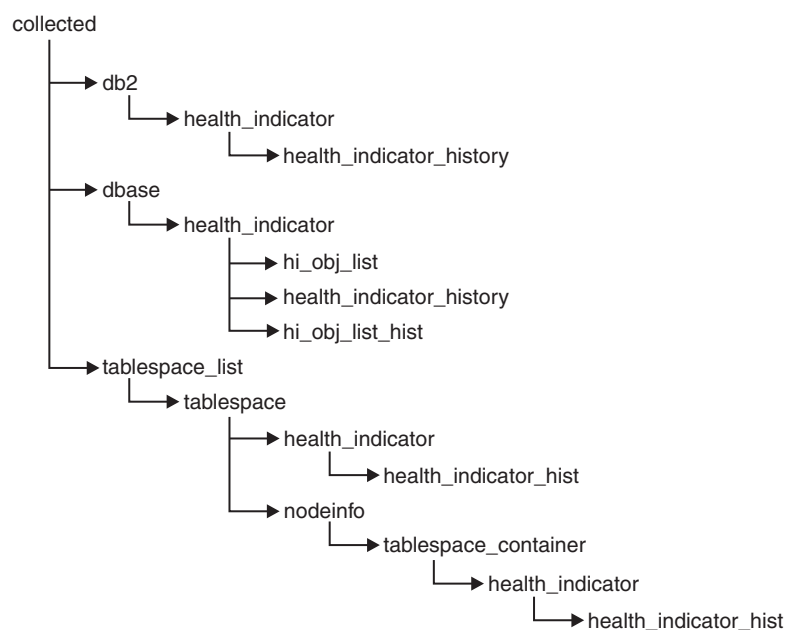 collected
db2
health_indicator
health_indicator_history
dbase
health_indicator
hi_obj_list
health_indicator_history
hi_obj_list_hist
tablespace_list
tablespace
health_indicator
health_indicator_hist
nodeinfo
tablespace_container
health_indicator
health_indicator_hist